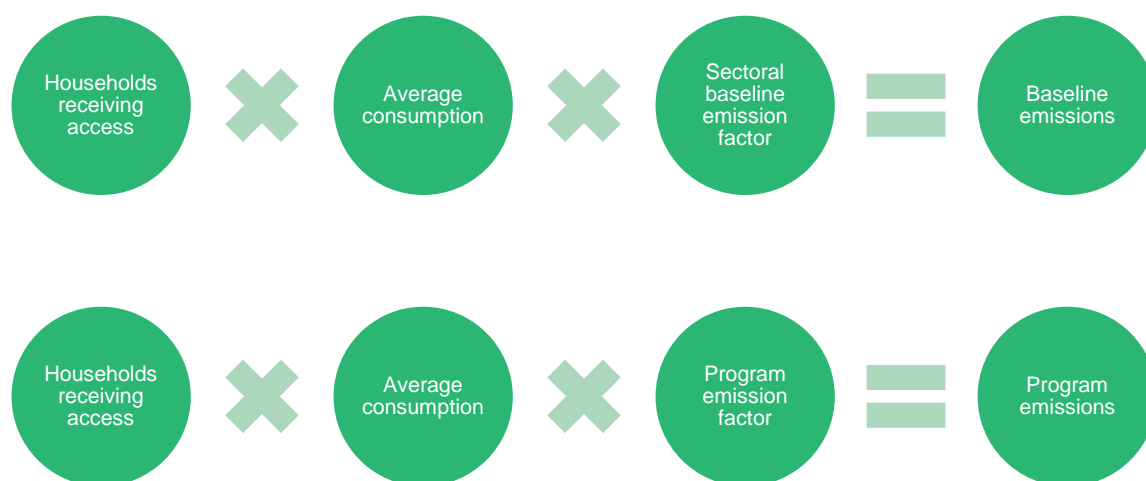 Households
receiving
access
Average
consumption
Sectoral
baseline
emission
factor
Baseline
emissions
Households
receiving
access
Average
consumption
Program
emission
factor
Program
emissions